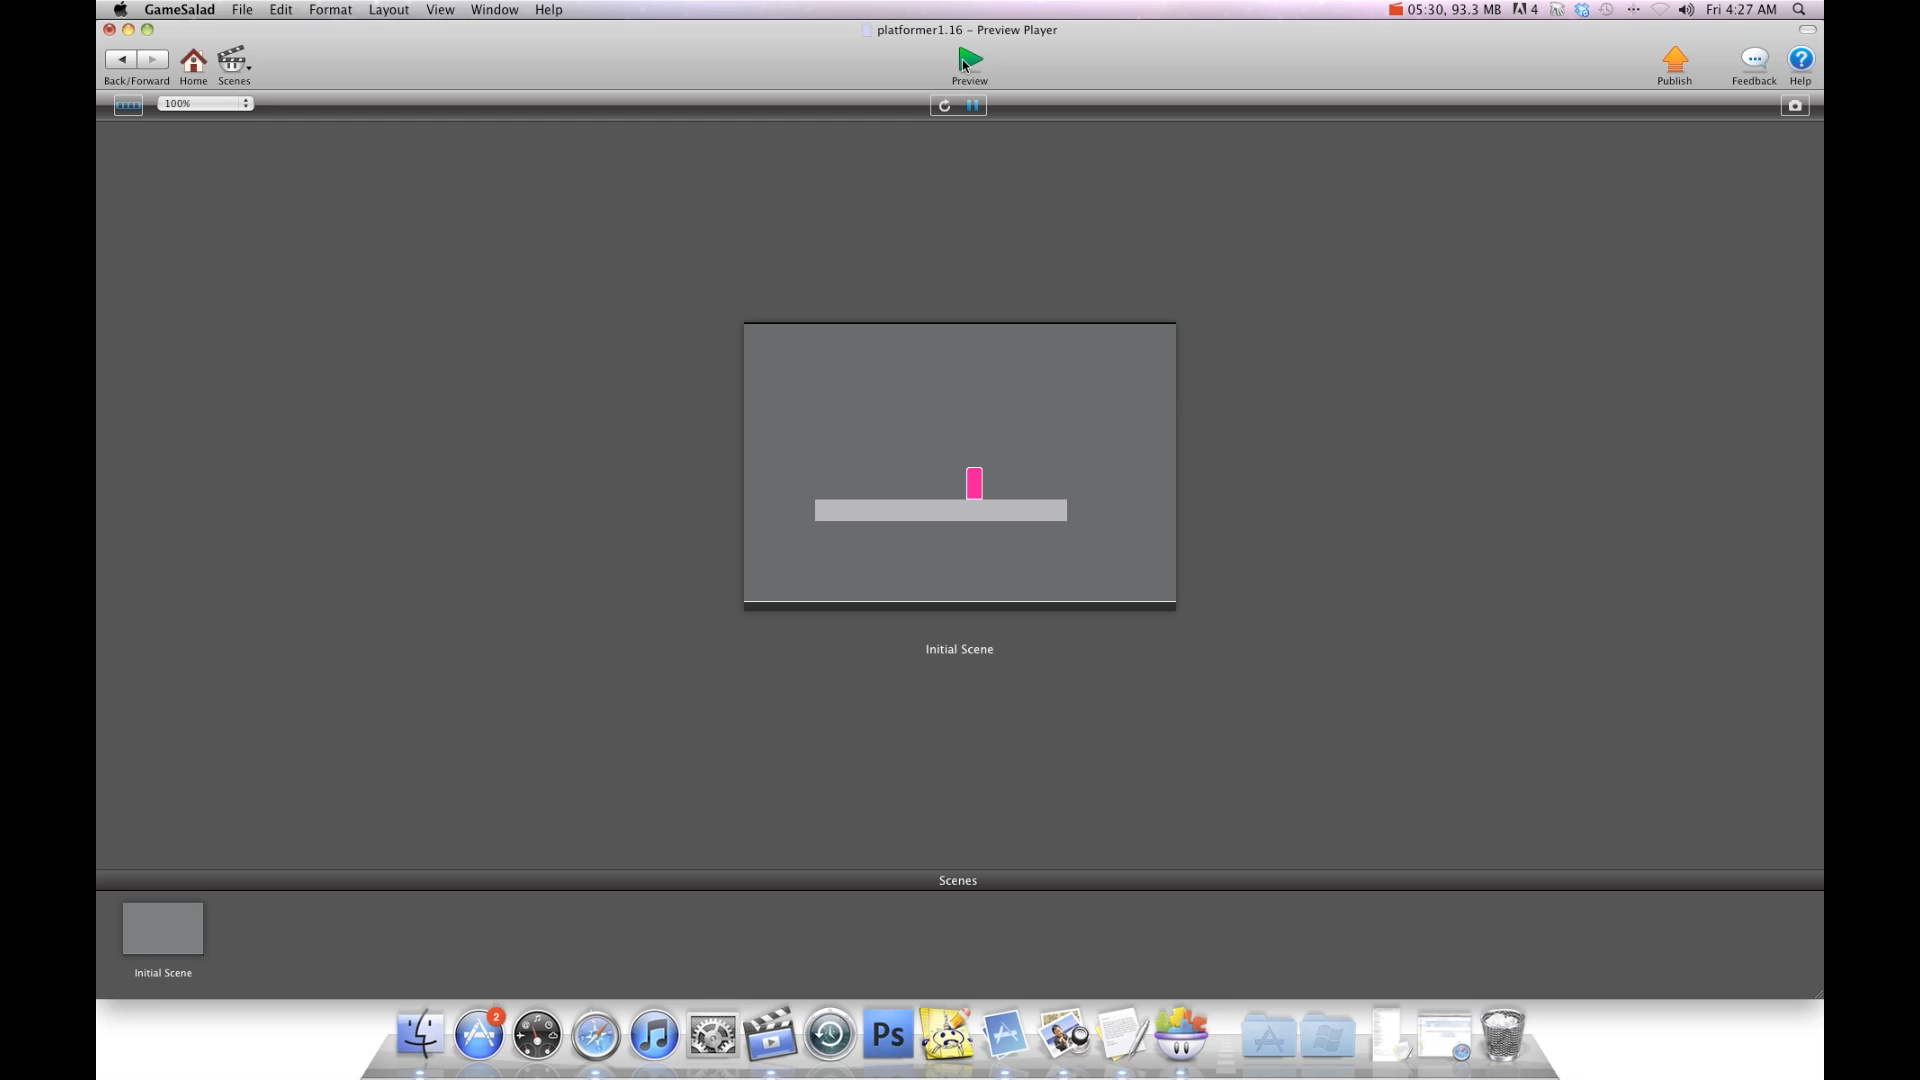 GameSalad File Edit Format Layout View Window Help 05:30, 93.3 MB 4 Fri 4:27 AM
platformer1.16 – Preview Player
Back/Forward Home Scenes Preview Publish Feedback Help
100%
Initial Scene
Scenes
Initial Scene
2
Ps